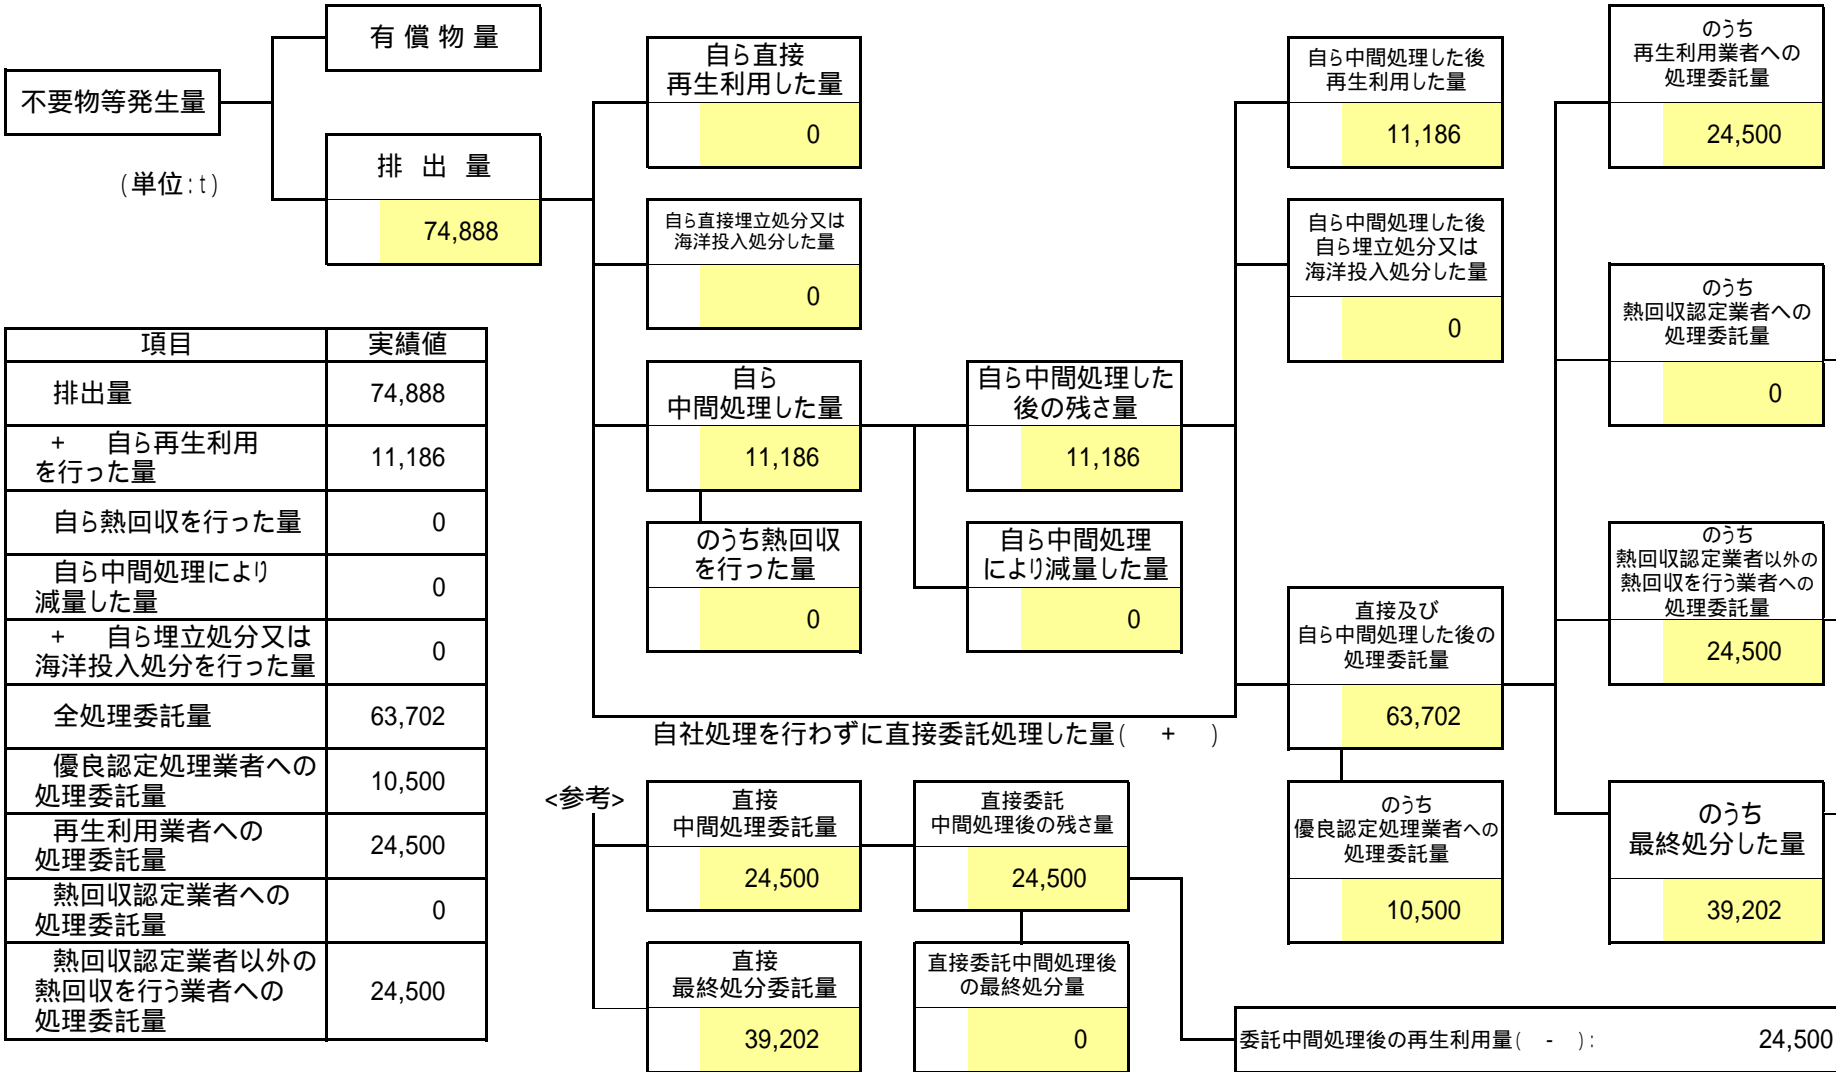 不要物等発生量
(単位:t)
有 償 物 量
排 出 量
74,888
自ら直接
再生利用した量
0
自ら直接埋立処分又は
海洋投入処分した量
0
自ら
中間処理した量
11,186
のうち熱回収
を行った量
0
自ら中間処理した
後の残さ量
11,186
自ら中間処理
により減量した量
0
自ら中間処理した後
再生利用した量
11,186
自ら中間処理した後
自ら埋立処分又は
海洋投入処分した量
0
直接及び
自ら中間処理した後の
処理委託量
63,702
のうち
優良認定処理業者への
処理委託量
10,500
のうち
再生利用業者への
処理委託量
24,500
のうち
熱回収認定業者への
処理委託量
0
のうち
熱回収認定業者以外の
熱回収を行う業者への
処理委託量
24,500
のうち
最終処分した量
39,202
自社処理を行わずに直接委託処理した量( + )
<参考>
直接
中間処理委託量
24,500
直接委託
中間処理後の残さ量
24,500
直接
最終処分委託量
39,202
直接委託中間処理後
の最終処分量
0
委託中間処理後の再生利用量( - ): 24,500
項目 実績値
排出量 74,888
+ 自ら再生利用
を行った量 11,186
自ら熱回収を行った量 0
自ら中間処理により
減量した量 0
+ 自ら埋立処分又は
海洋投入処分を行った量 0
全処理委託量 63,702
優良認定処理業者への
処理委託量 10,500
再生利用業者への
処理委託量 24,500
熱回収認定業者への
処理委託量 0
熱回収認定業者以外の
熱回収を行う業者への
処理委託量 24,500